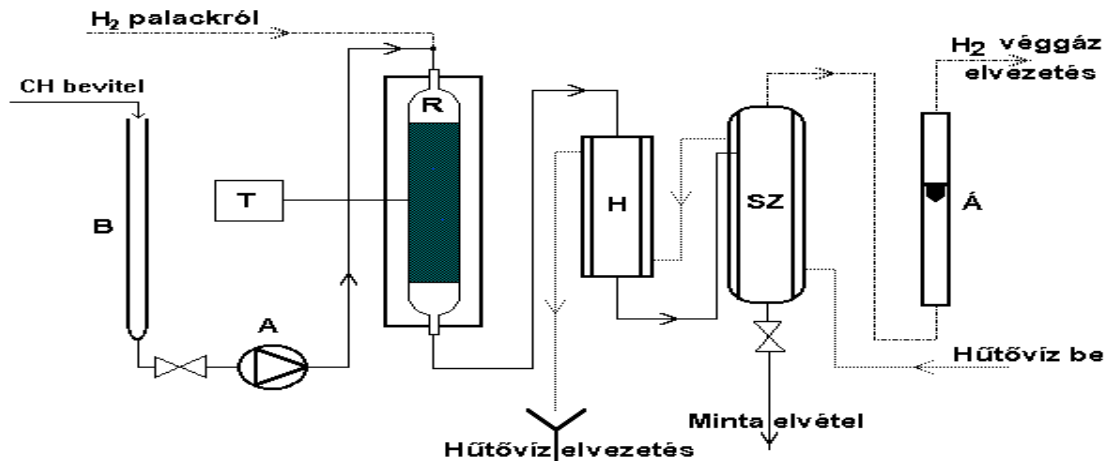 H₂ palackról
CH bevitel
B
A
T
R
H
SZ
Á
H₂ véggáz
elvezetés
Hűtővíz be
Minta elvétel
Hűtővíz elvezetés